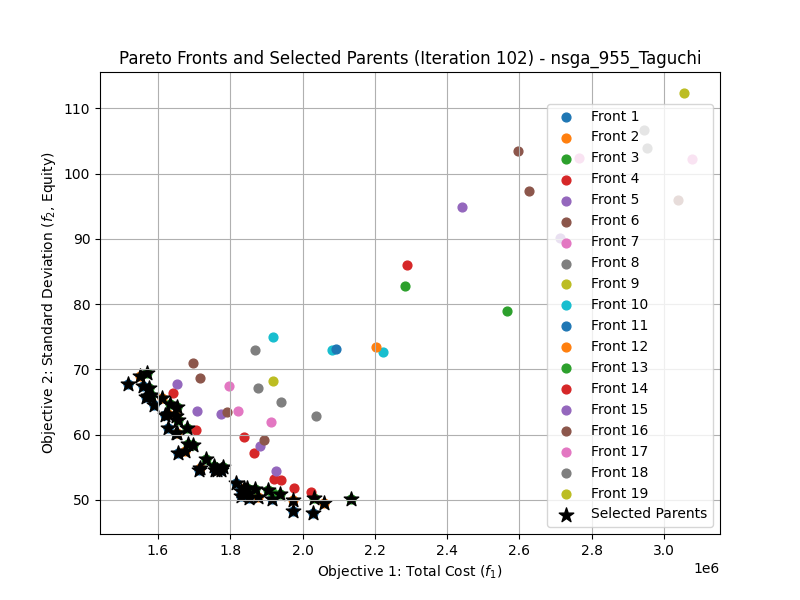 Pareto Fronts and Selected Parents (Iteration 102) - nsga_955_Taguchi
Objective 2: Standard Deviation (f2, Equity)
110
100
90
80
70
60
50
1.6
1.8
2.0
2.2
2.4
2.6
2.8
3.0
1e6
Objective 1: Total Cost (f1)
Front 1
Front 2
Front 3
Front 4
Front 5
Front 6
Front 7
Front 8
Front 9
Front 10
Front 11
Front 12
Front 13
Front 14
Front 15
Front 16
Front 17
Front 18
Front 19
Selected Parents